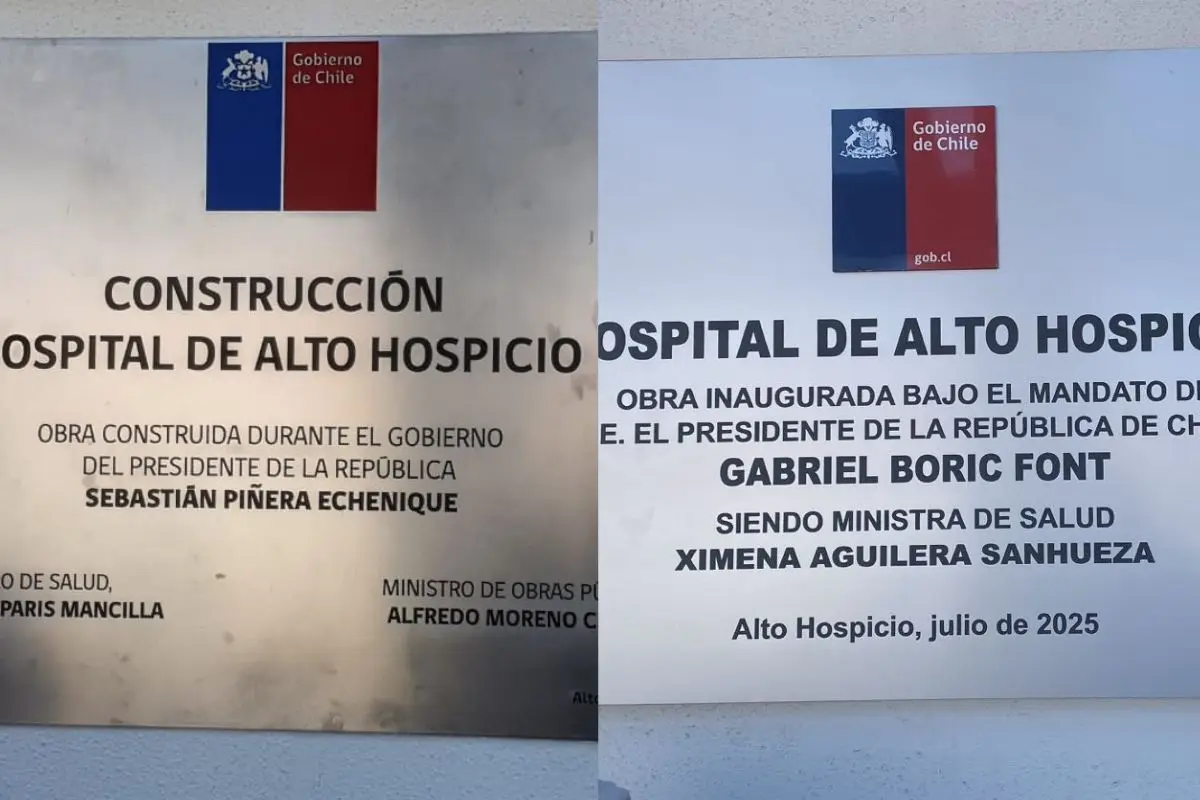 Gobierno
de Chile
CONSTRUCCIÓN
OSPITAL DE ALTO HOSPICIO
OBRA CONSTRUIDA DURANTE EL GOBIERNO
DEL PRESIDENTE DE LA REPÚBLICA
SEBASTIÁN PIÑERA ECHENIQUE
O DE SALUD,
PARIS MANCILLA
MINISTRO DE OBRAS PÚ
ALFREDO MORENO C
Alto
Gobierno
de Chile
gob.cl
OSPITAL DE ALTO HOSPIC
OBRA INAUGURADA BAJO EL MANDATO DE
E. EL PRESIDENTE DE LA REPÚBLICA DE CH
GABRIEL BORIC FONT
SIENDO MINISTRA DE SALUD
XIMENA AGUILERA SANHUEZA
Alto Hospicio, julio de 2025